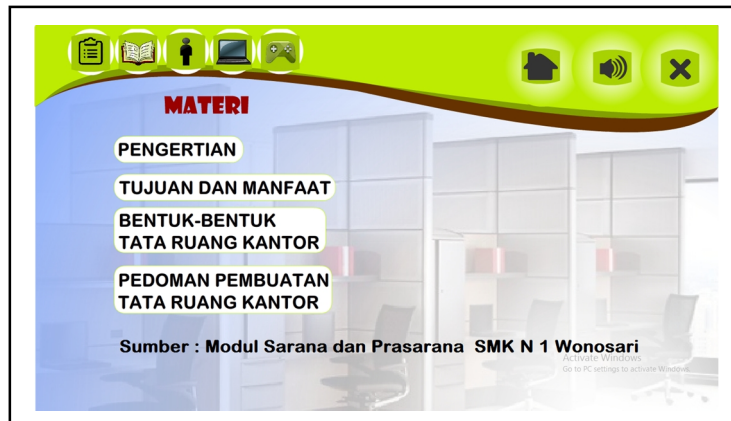 MATERI
PENGERTIAN
TUJUAN DAN MANFAAT
BENTUK-BENTUK
TATA RUANG KANTOR
PEDOMAN PEMBUATAN
TATA RUANG KANTOR
Sumber : Modul Sarana dan Prasarana SMK N 1 Wonosari
Activate Windows
Go to PC settings to activate Windows.